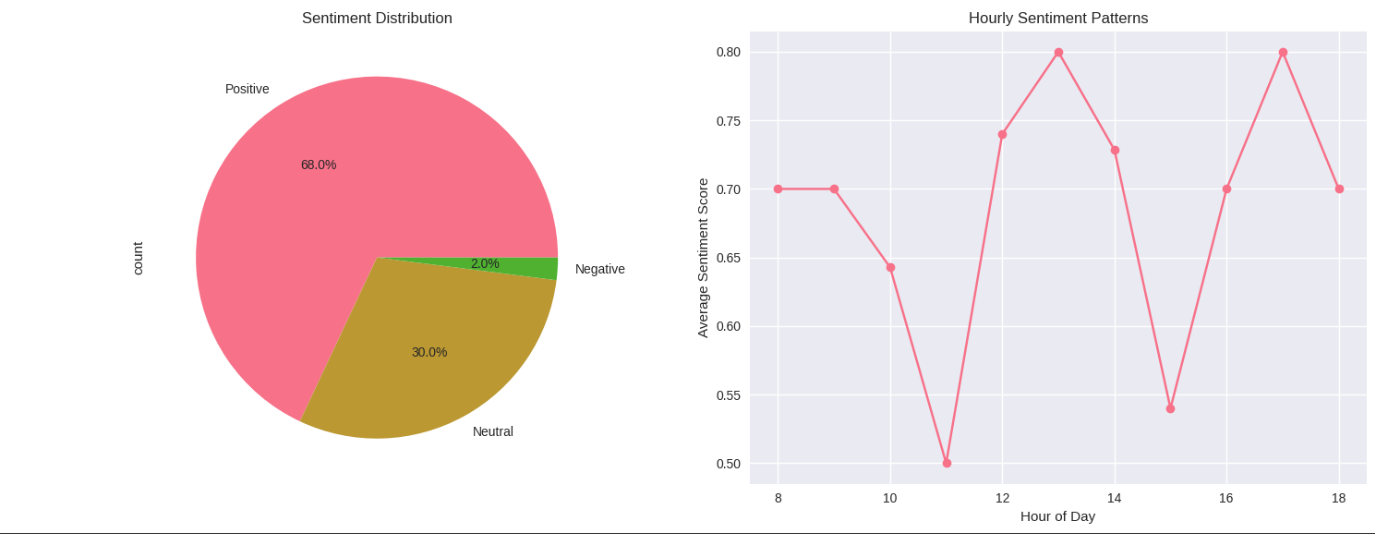 Sentiment Distribution
Positive
68.0%
count
2.0%
Negative
30.0%
Neutral
Hourly Sentiment Patterns
Average Sentiment Score
0.80
0.75
0.70
0.65
0.60
0.55
0.50
8 10 12 14 16 18
Hour of Day